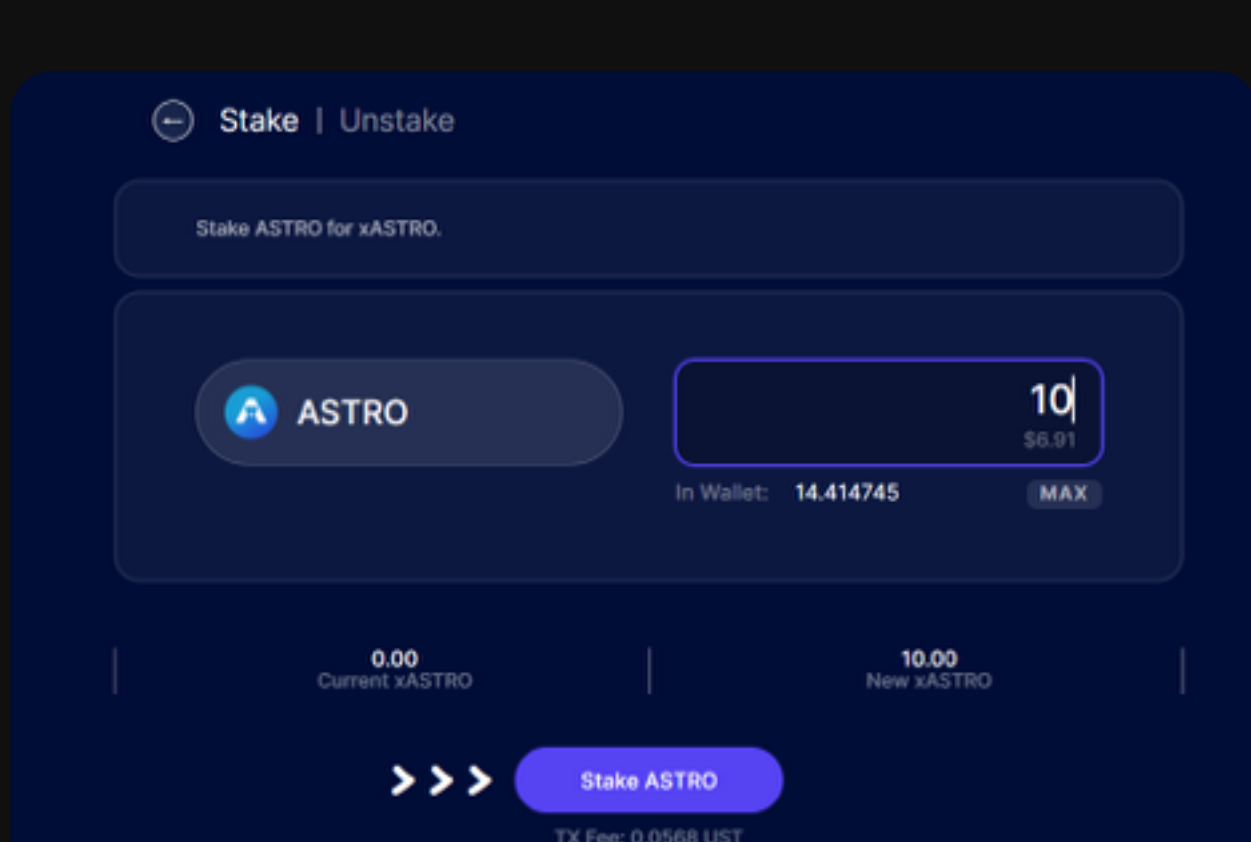 Stake | Unstake
Stake ASTRO for xASTRO.
ASTRO
10
$6.91
In Wallet: 14.414745 MAX
0.00
Current xASTRO
10.00
New xASTRO
Stake ASTRO
TX Fee: 0.0568 UST